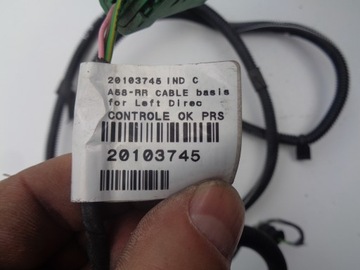 20103745 IND C
A68-RR CABLE basis
for Left Direc
CONTROLE OK PRS
20103745